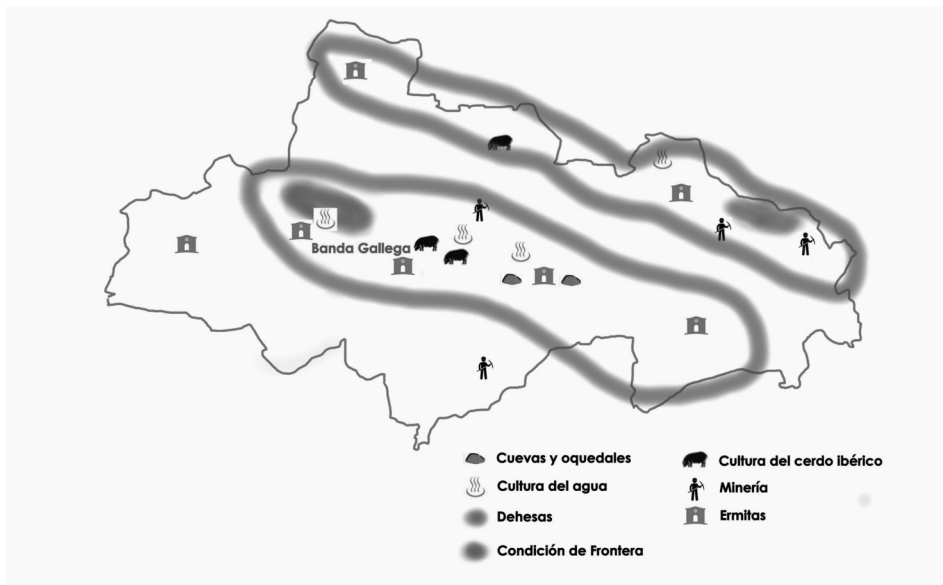 Banda Gallega
Cuevas y oquedales
Cultura del agua
Dehesas
Condición de Frontera
Cultura del cerdo ibérico
Minería
Ermitas